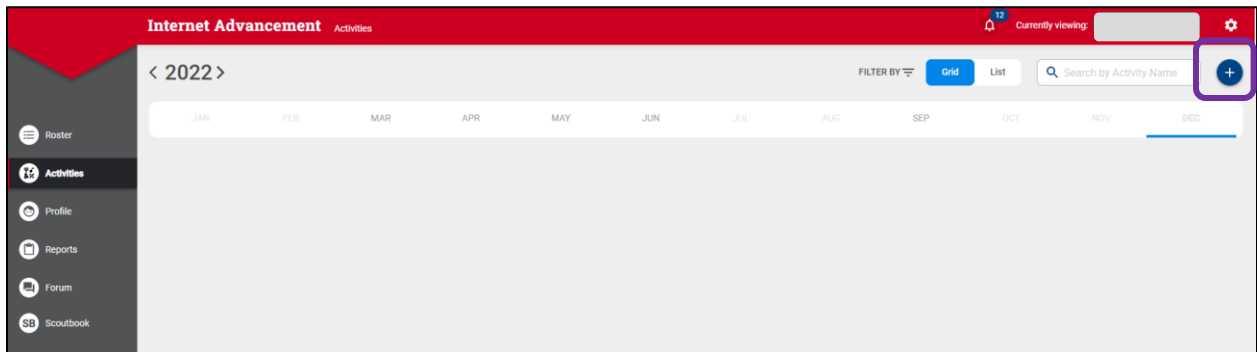 Internet Advancement Activities 12 Currently viewing:
< 2022 > FILTER BY Grid List Search by Activity Name +
JAN FEB MAR APR MAY JUN JUL AUG SEP OCT NOV DEC
Roster
Activities
Profile
Reports
Forum
SB Scoutbook